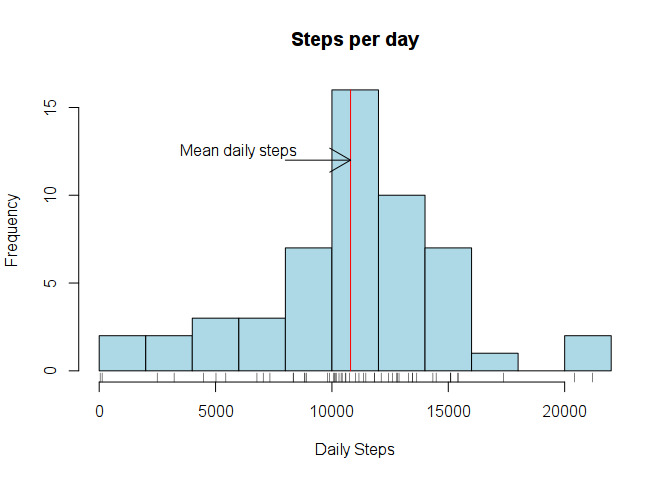 Steps per day
Mean daily steps
Frequency
15
10
5
0
0 5000 10000 15000 20000
Daily Steps